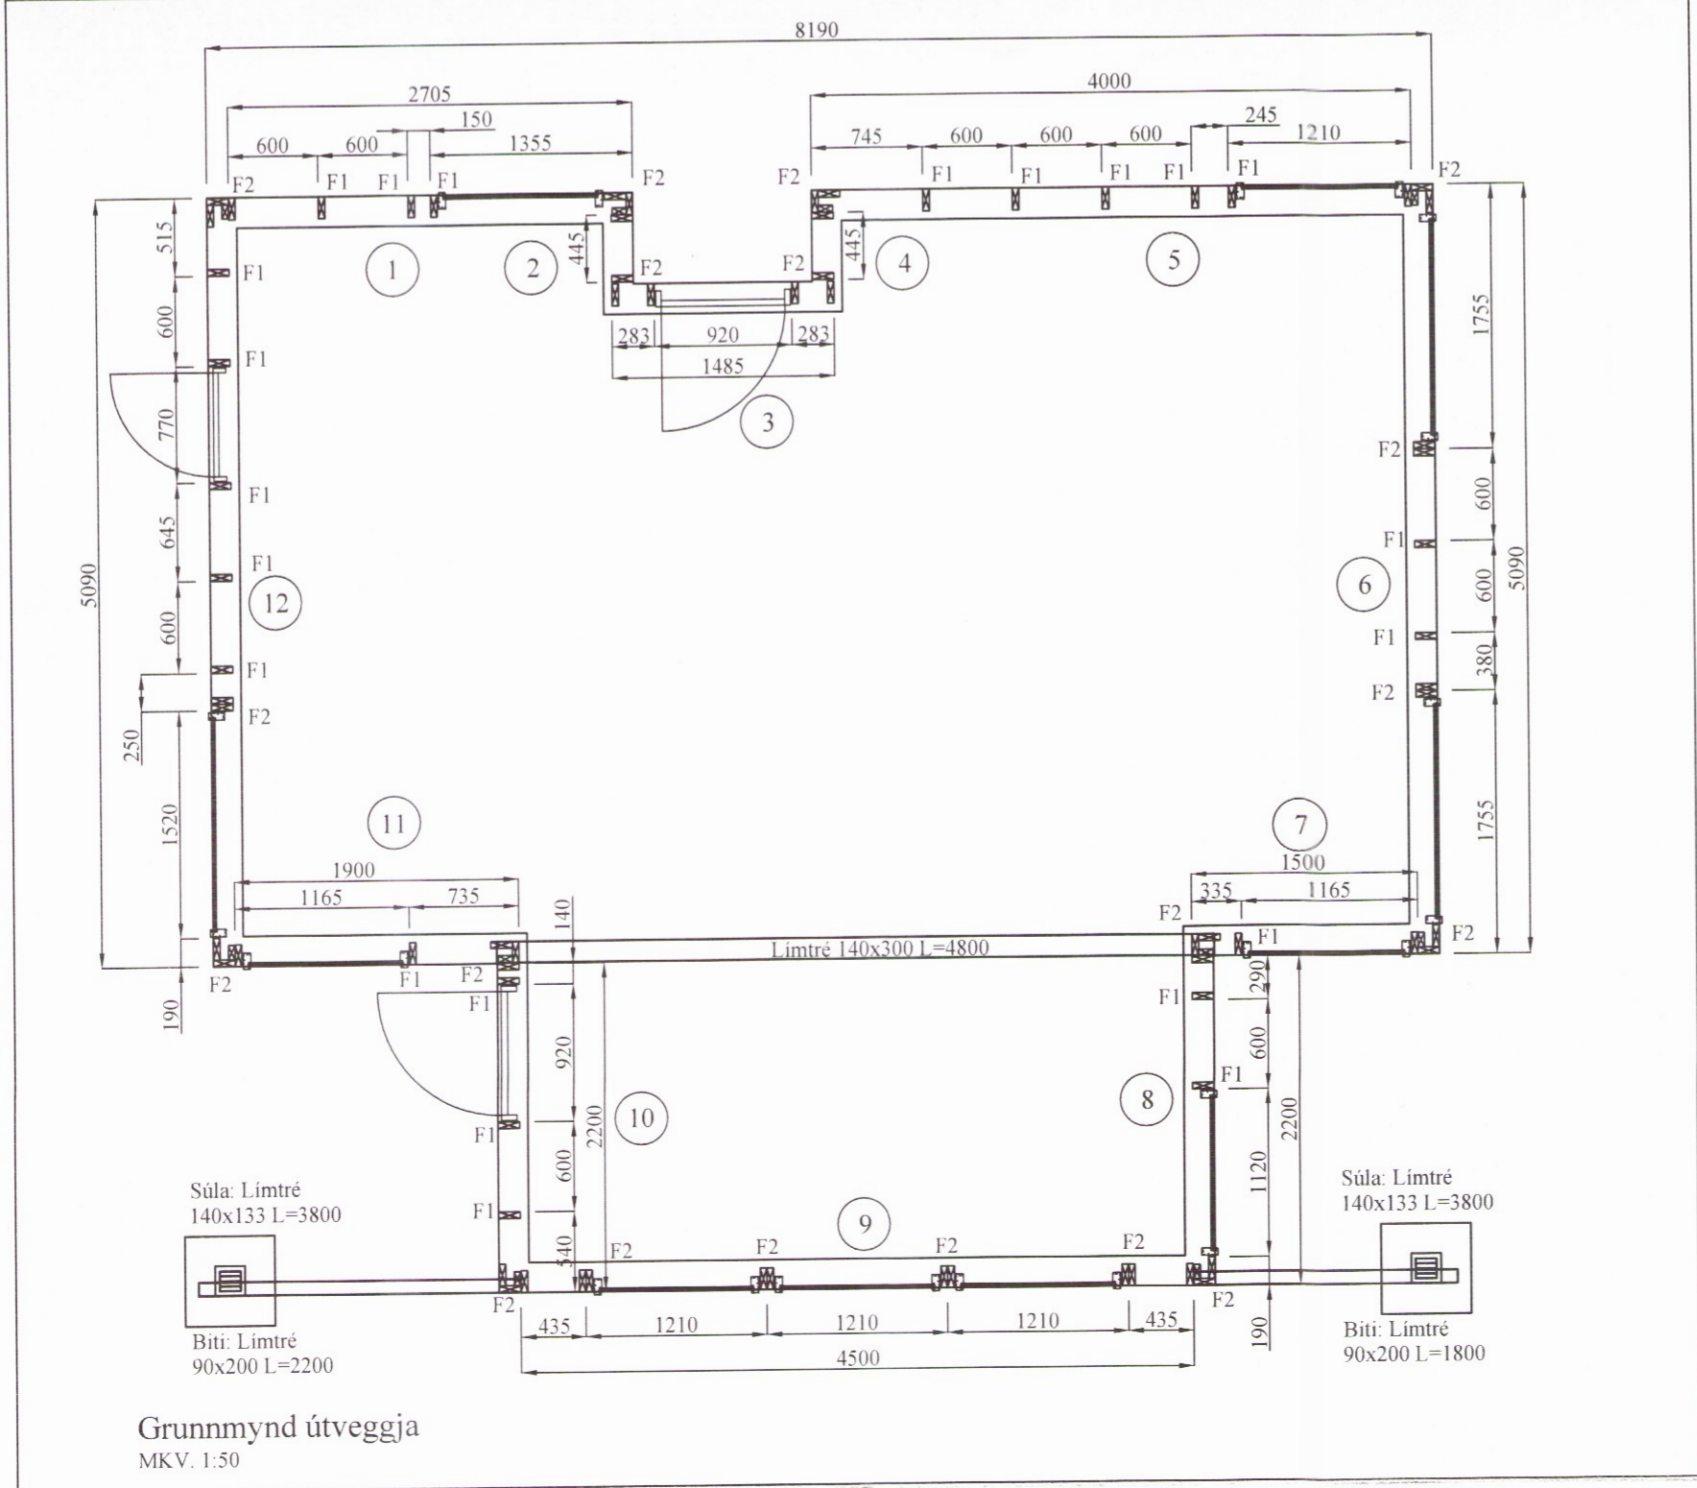 8190
2705
4000
150
245
600
600
1355
745
600
600
600
1210
F2
F1
F1
F1
F2
F2
F1
F1
F1
F1
F1
F2
515
445
445
1
2
4
5
F1
F2
F2
1755
600
F1
283
920
283
1485
770
3
F2
F1
645
600
5090
F1
F1
600
5090
12
6
600
F1
F1
380
F2
F2
250
1520
11
7
1755
1900
1500
1165
735
140
335
1165
F2
Límtré 140x300 L=4800
F1
F2
F2
F1
F2
290
190
F1
F1
920
600
F1
10
8
2200
2200
F1
600
1120
Súla: Límtré
140x133 L=3800
Súla: Límtré
140x133 L=3800
F1
9
540
F2
F2
F2
F2
F2
F2
Biti: Límtré
90x200 L=2200
435
1210
1210
1210
435
190
Biti: Límtré
90x200 L=1800
4500
Grunnmynd útveggja
MKV. 1:50